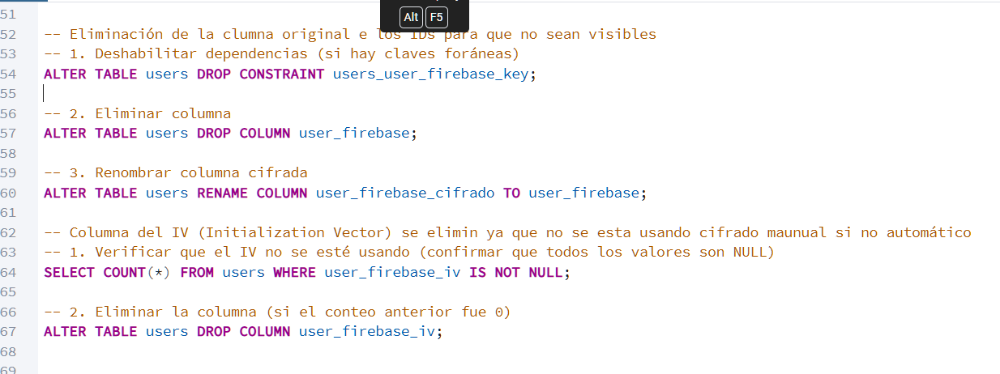 Alt F5
51
52 -- Eliminación de la clumna original e los IDs para que no sean visibles
53 -- 1. Deshabilitar dependencias (si hay claves foráneas)
54 ALTER TABLE users DROP CONSTRAINT users_user_firebase_key;
55
56 -- 2. Eliminar columna
57 ALTER TABLE users DROP COLUMN user_firebase;
58
59 -- 3. Renombrar columna cifrada
60 ALTER TABLE users RENAME COLUMN user_firebase_cifrado TO user_firebase;
61
62 -- Columna del IV (Initialization Vector) se elimin ya que no se esta usando cifrado maunual si no automático
63 -- 1. Verificar que el IV no se esté usando (confirmar que todos los valores son NULL)
64 SELECT COUNT(*) FROM users WHERE user_firebase_iv IS NOT NULL;
65
66 -- 2. Eliminar la columna (si el conteo anterior fue 0)
67 ALTER TABLE users DROP COLUMN user_firebase_iv;
68
69